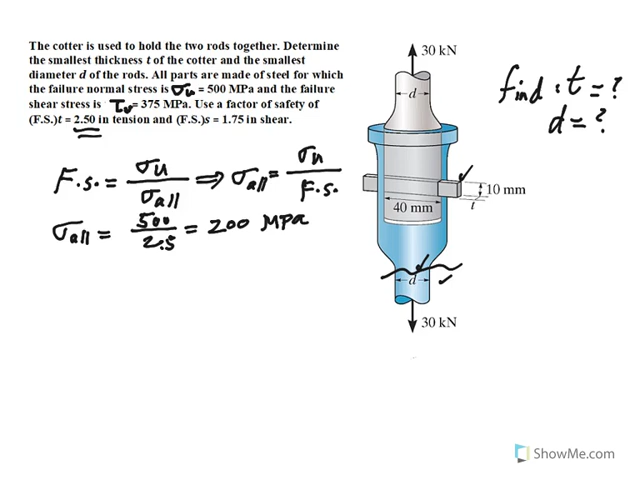 The cotter is used to hold the two rods together. Determine
the smallest thickness t of the cotter and the smallest
diameter d of the rods. All parts are made of steel for which
the failure normal stress is σu = 500 MPa and the failure
shear stress is τu = 375 MPa. Use a factor of safety of
(F.S.)t = 2.50 in tension and (F.S.)s = 1.75 in shear.
F.S. = σu / σall ⇒ σall = σu / F.S.
σall = 500 / 2.5 = 200 MPa
30 kN
d
10 mm
40 mm
t
d
30 kN
find : t = ?
d = ?
ShowMe.com